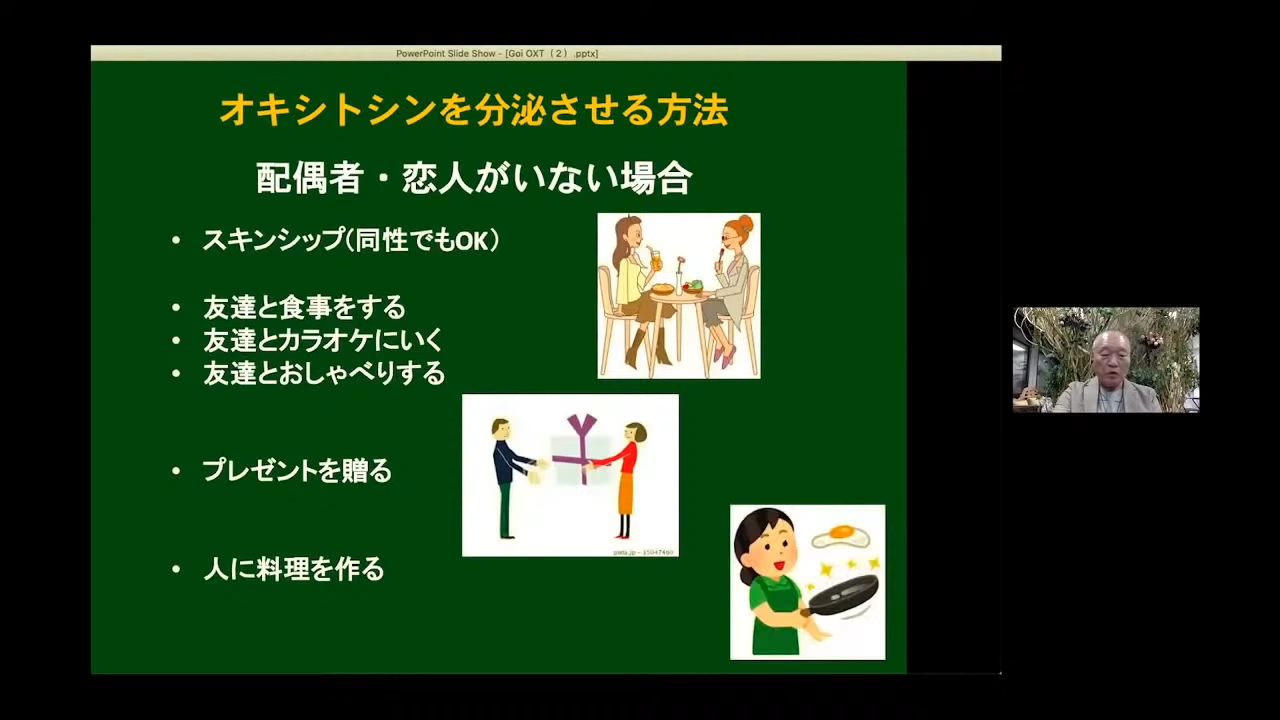 PowerPoint Slide Show - [Goi OXT（2）.pptx]
オキシトシンを分泌させる方法
配偶者・恋人がいない場合
• スキンシップ(同性でもOK）
• 友達と食事をする
• 友達とカラオケにいく
• 友達とおしゃべりする
• プレゼントを贈る
pixta.jp - 35047460
• 人に料理を作る